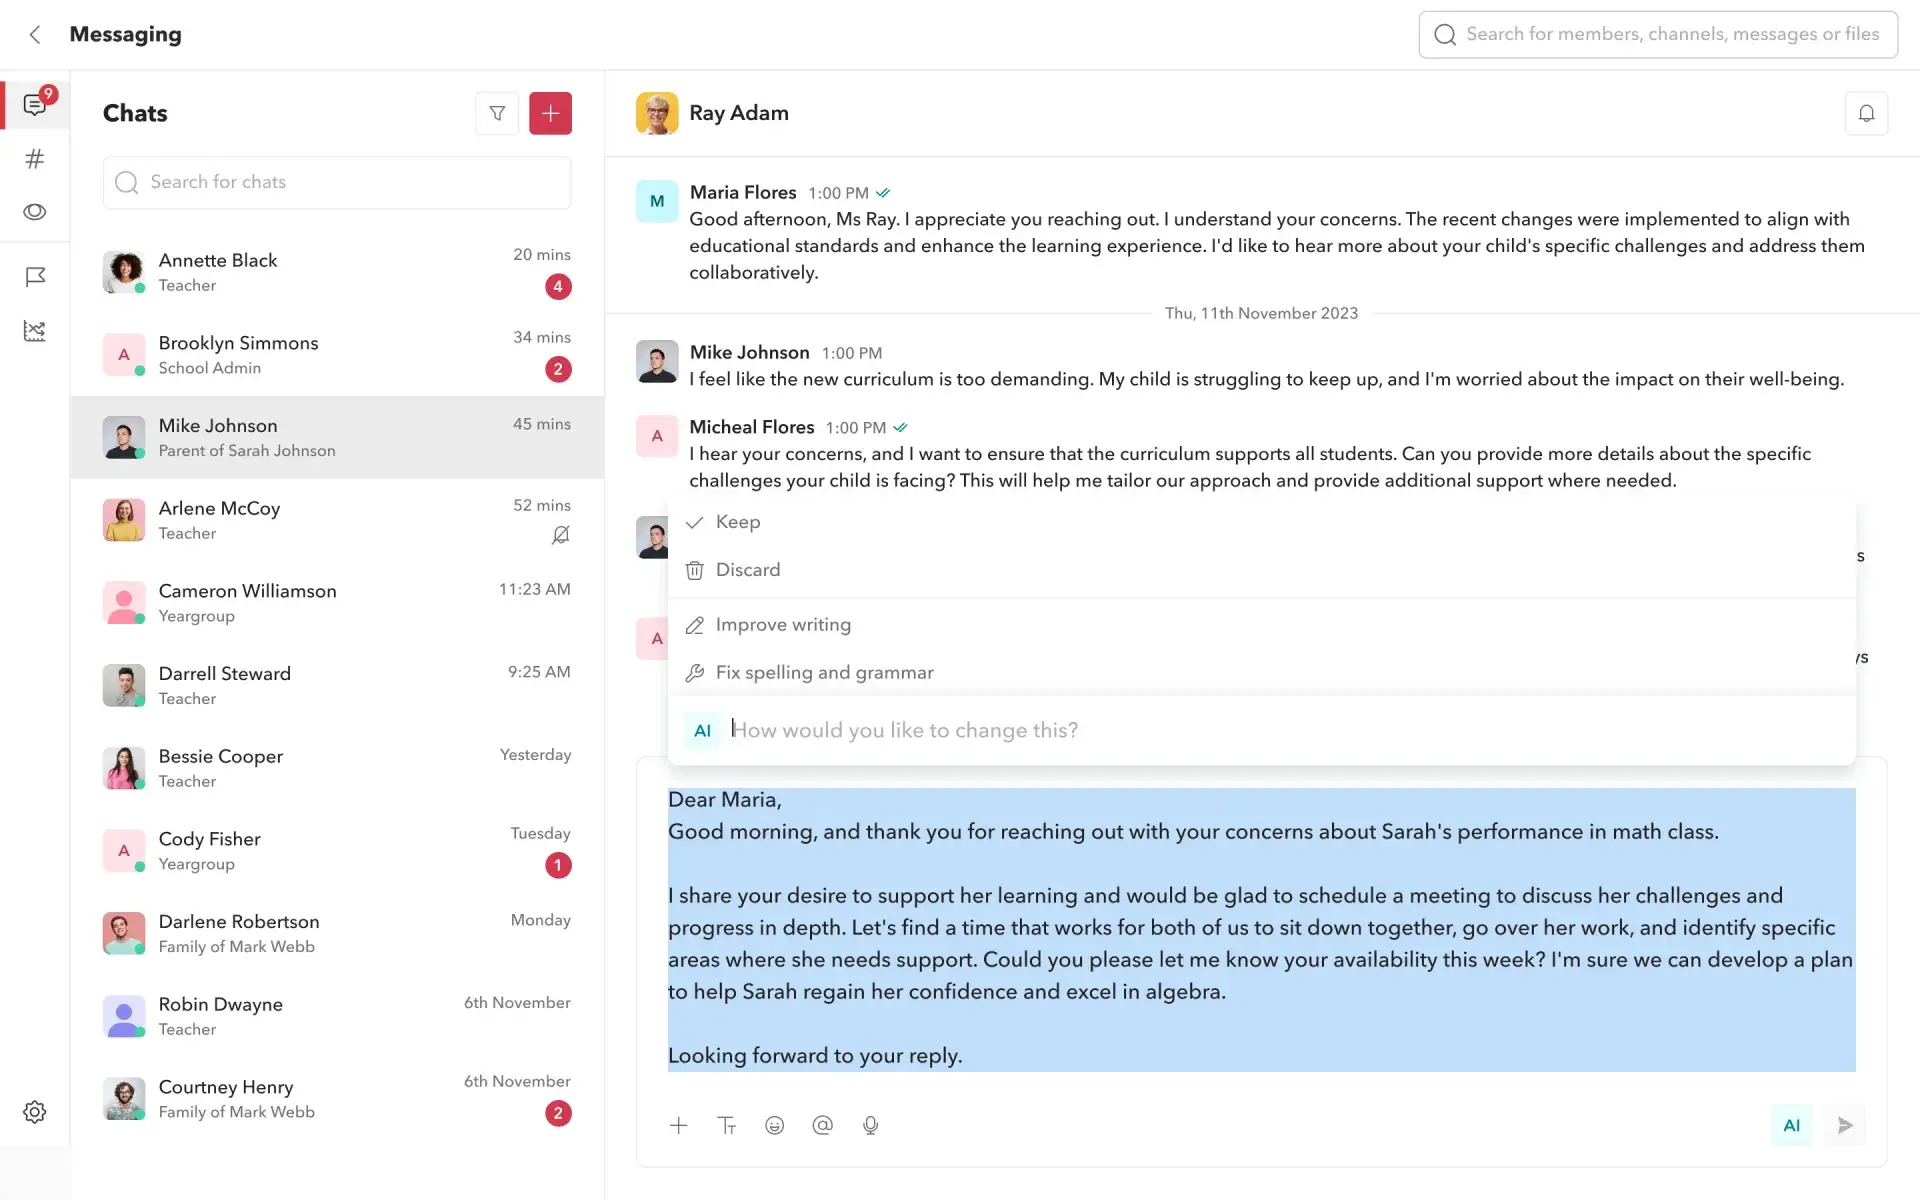 Messaging
Search for members, channels, messages or files
9
Chats
Search for chats
Annette Black
20 mins
Teacher
4
A
Brooklyn Simmons
34 mins
School Admin
2
Mike Johnson
45 mins
Parent of Sarah Johnson
Arlene McCoy
52 mins
Teacher
Cameron Williamson
11:23 AM
Yeargroup
Darrell Steward
9:25 AM
Teacher
Bessie Cooper
Yesterday
Teacher
A
Cody Fisher
Tuesday
Yeargroup
1
Darlene Robertson
Monday
Family of Mark Webb
Robin Dwayne
6th November
Teacher
Courtney Henry
6th November
Family of Mark Webb
2
Ray Adam
M
Maria Flores 1:00 PM
Good afternoon, Ms Ray. I appreciate you reaching out. I understand your concerns. The recent changes were implemented to align with
educational standards and enhance the learning experience. I'd like to hear more about your child's specific challenges and address them
collaboratively.
Thu, 11th November 2023
Mike Johnson 1:00 PM
I feel like the new curriculum is too demanding. My child is struggling to keep up, and I'm worried about the impact on their well-being.
A
Micheal Flores 1:00 PM
I hear your concerns, and I want to ensure that the curriculum supports all students. Can you provide more details about the specific
challenges your child is facing? This will help me tailor our approach and provide additional support where needed.
Keep
s
Discard
Improve writing
A
ys
Fix spelling and grammar
AI
How would you like to change this?
Dear Maria,
Good morning, and thank you for reaching out with your concerns about Sarah's performance in math class.
I share your desire to support her learning and would be glad to schedule a meeting to discuss her challenges and
progress in depth. Let's find a time that works for both of us to sit down together, go over her work, and identify specific
areas where she needs support. Could you please let me know your availability this week? I'm sure we can develop a plan
to help Sarah regain her confidence and excel in algebra.
Looking forward to your reply.
AI